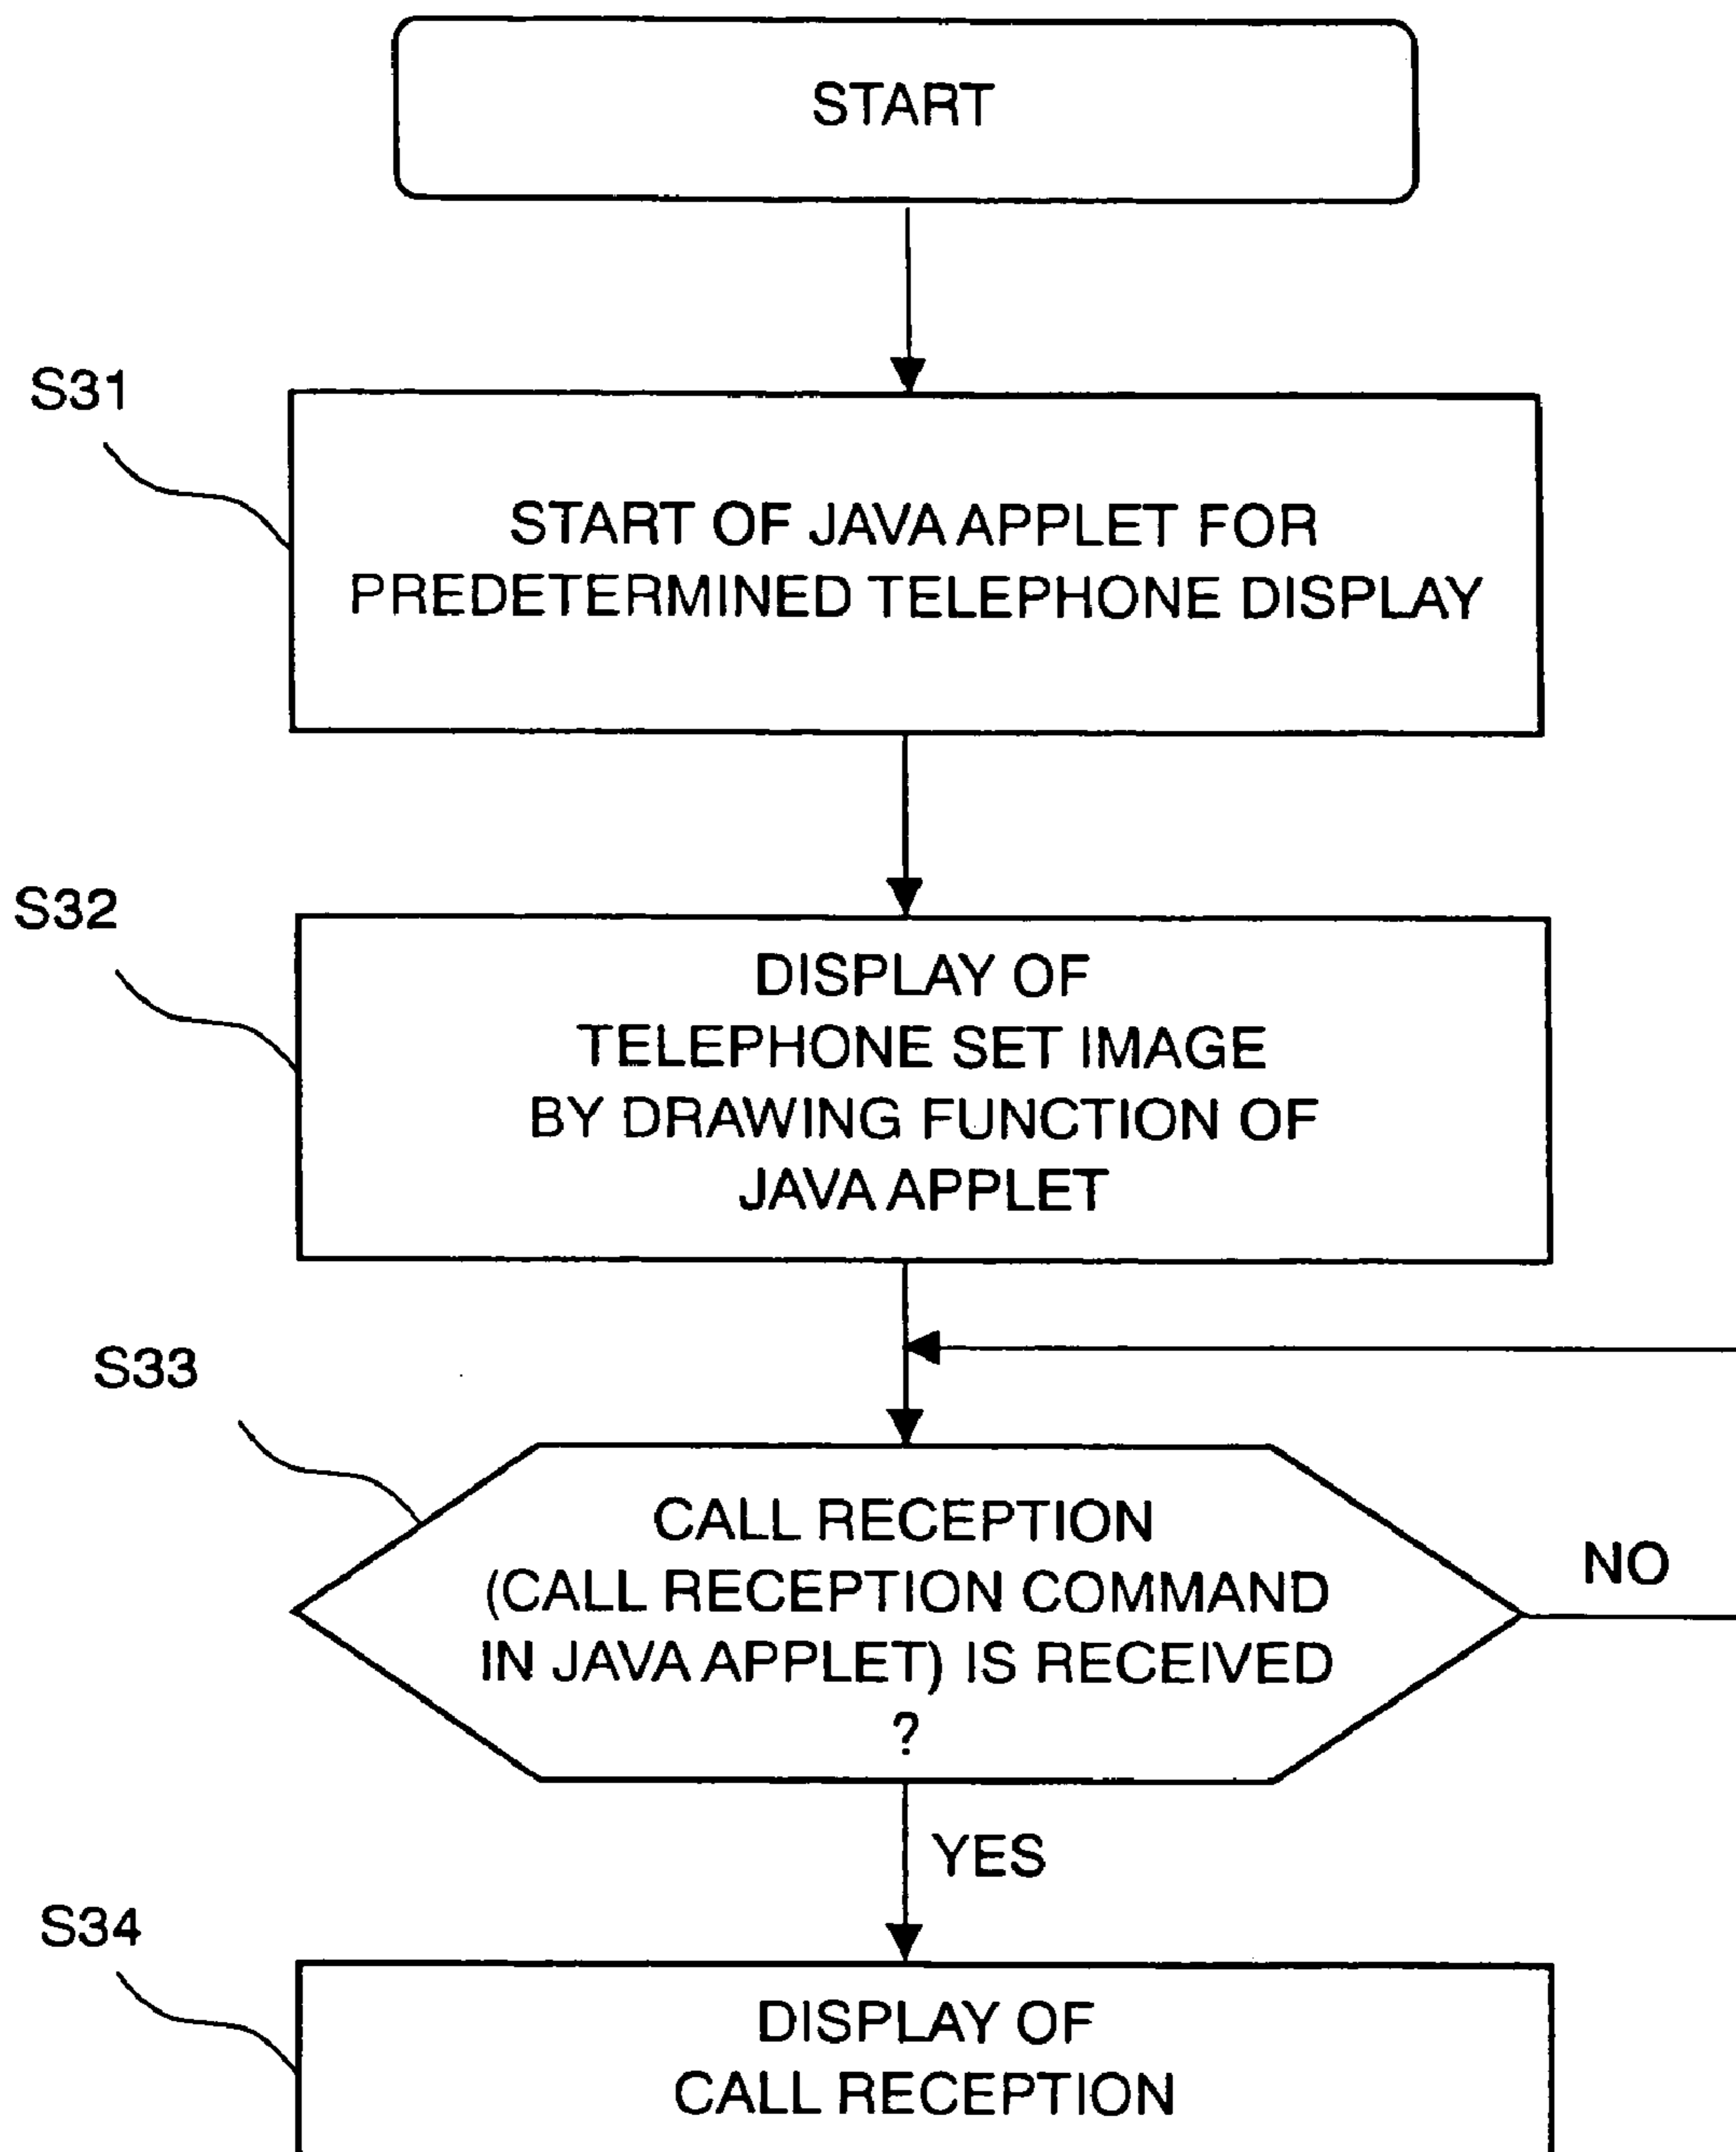 START
S31
START OF JAVA APPLET FOR
PREDETERMINED TELEPHONE DISPLAY
S32
DISPLAY OF
TELEPHONE SET IMAGE
BY DRAWING FUNCTION OF
JAVA APPLET
S33
CALL RECEPTION
(CALL RECEPTION COMMAND
IN JAVA APPLET) IS RECEIVED
?
NO
YES
S34
DISPLAY OF
CALL RECEPTION